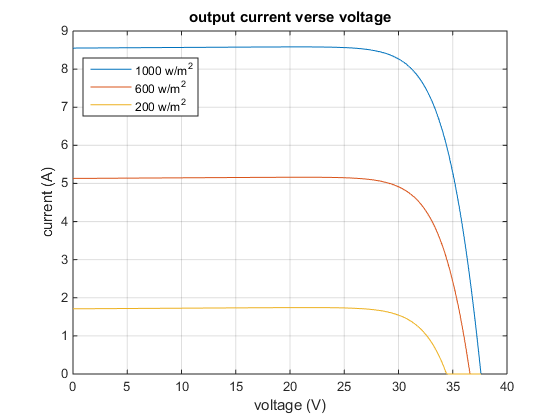 output current verse voltage
9
8
7
6
5
4
3
2
1
0
current (A)
1000 w/m²
600 w/m²
200 w/m²
0 5 10 15 20 25 30 35 40
voltage (V)